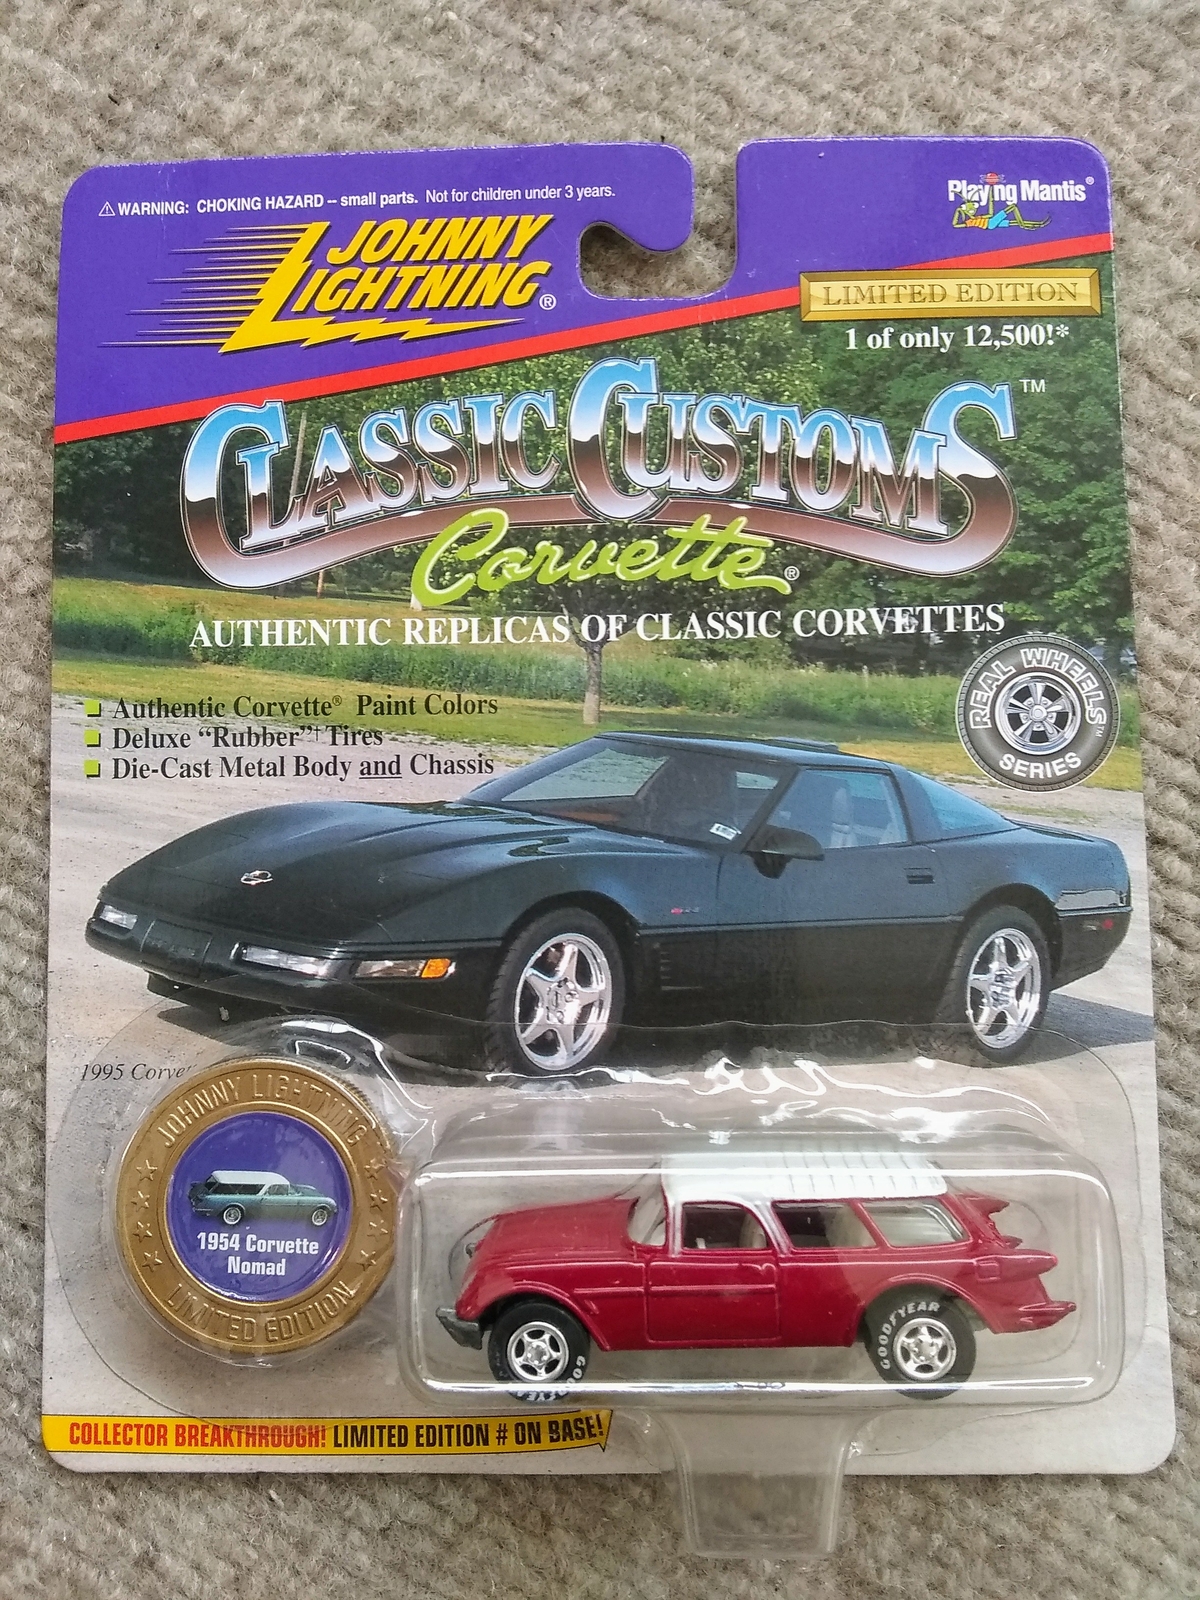 ⚠ WARNING: CHOKING HAZARD -- small parts. Not for children under 3 years.
Playing Mantis®
JOHNNY
LIGHTNING®
LIMITED EDITION
1 of only 12,500!*
CLASSIC CUSTOMS™
Corvette®
AUTHENTIC REPLICAS OF CLASSIC CORVETTES
REAL WHEELS™
SERIES
Authentic Corvette® Paint Colors
Deluxe “Rubber”† Tires
Die-Cast Metal Body and Chassis
1995 Corve
JOHNNY LIGHTNING
1954 Corvette
Nomad
LIMITED EDITION
GOODYEAR
GOODYEAR
COLLECTOR BREAKTHROUGH! LIMITED EDITION # ON BASE!